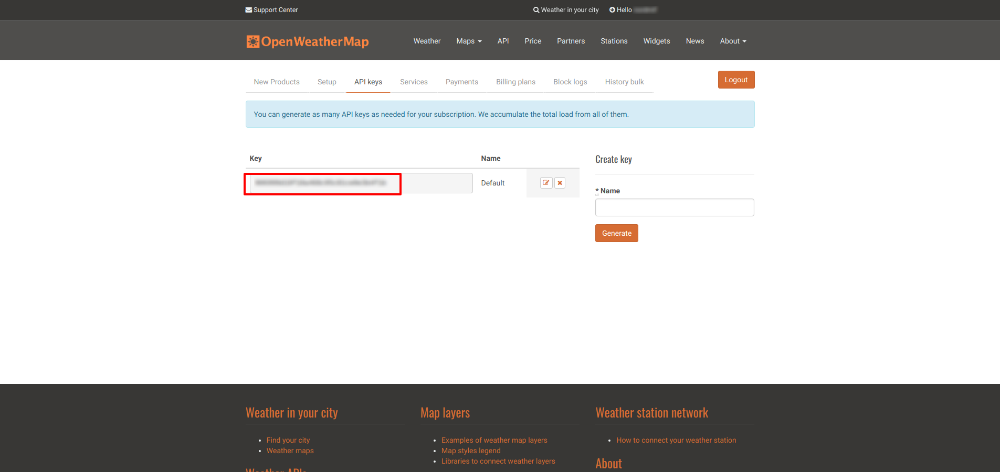 Support Center
Weather in your city
Hello
OpenWeatherMap
Weather
Maps
API
Price
Partners
Stations
Widgets
News
About
New Products
Setup
API keys
Services
Payments
Billing plans
Block logs
History bulk
Logout
You can generate as many API keys as needed for your subscription. We accumulate the total load from all of them.
Key
Name
Default
Create key
* Name
Generate
Weather in your city
Find your city
Weather maps
Map layers
Examples of weather map layers
Map styles legend
Libraries to connect weather layers
Weather station network
How to connect your weather station
About